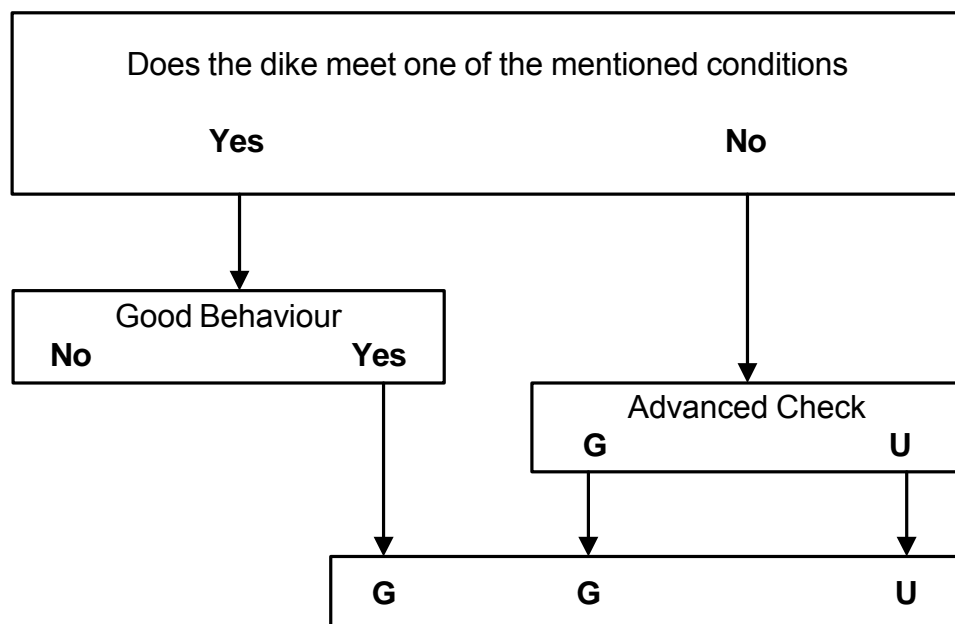 Does the dike meet one of the mentioned conditions
Yes No
Good Behaviour
No Yes
Advanced Check
G U
G G U